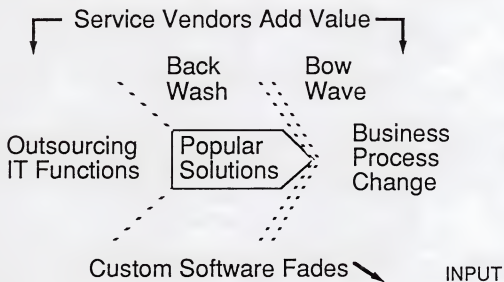 Service Vendors Add Value
Back
Wash
Bow
Wave
Outsourcing
IT Functions
Popular
Solutions
Business
Process
Change
Custom Software Fades
INPUT